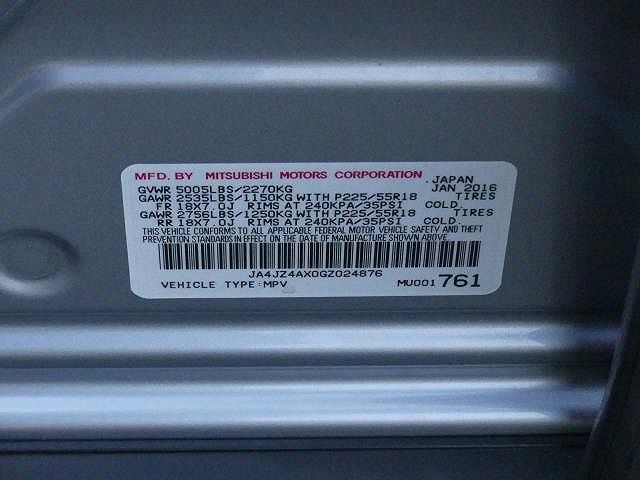 MFD. BY MITSUBISHI MOTORS CORPORATION. JAPAN
GVWR 5005LBS/2270KG JAN 2016
GAWR 2535LBS/1150KG WITH P225/55R18 TIRES
FR 18X7.0J RIMS AT 240KPA/35PSI COLD.
GAWR 2756LBS/1250KG WITH P225/55R18 TIRES
RR 18X7.0J RIMS AT 240KPA/35PSI COLD.
THIS VEHICLE CONFORMS TO ALL APPLICABLE FEDERAL MOTOR VEHICLE SAFETY AND THEFT
PREVENTION STANDARDS IN EFFECT ON THE DATE OF MANUFACTURE SHOWN ABOVE.
JA4JZ4AX0GZ024876
VEHICLE TYPE:MPV MU001 761